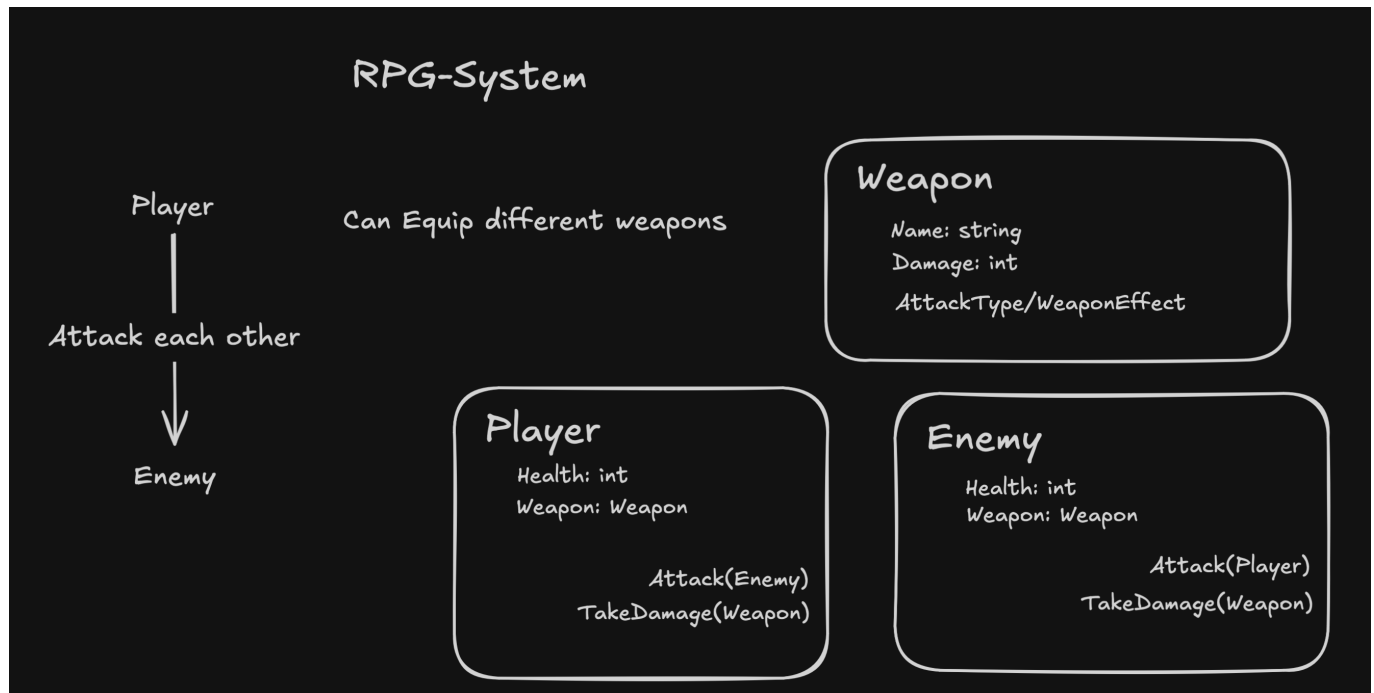 RPG-System
Player
Can Equip different weapons
Attack each other
Enemy
Weapon
Name: string
Damage: int
AttackType/WeaponEffect
Player
Health: int
Weapon: Weapon
Attack(Enemy)
TakeDamage(Weapon)
Enemy
Health: int
Weapon: Weapon
Attack(Player)
TakeDamage(Weapon)